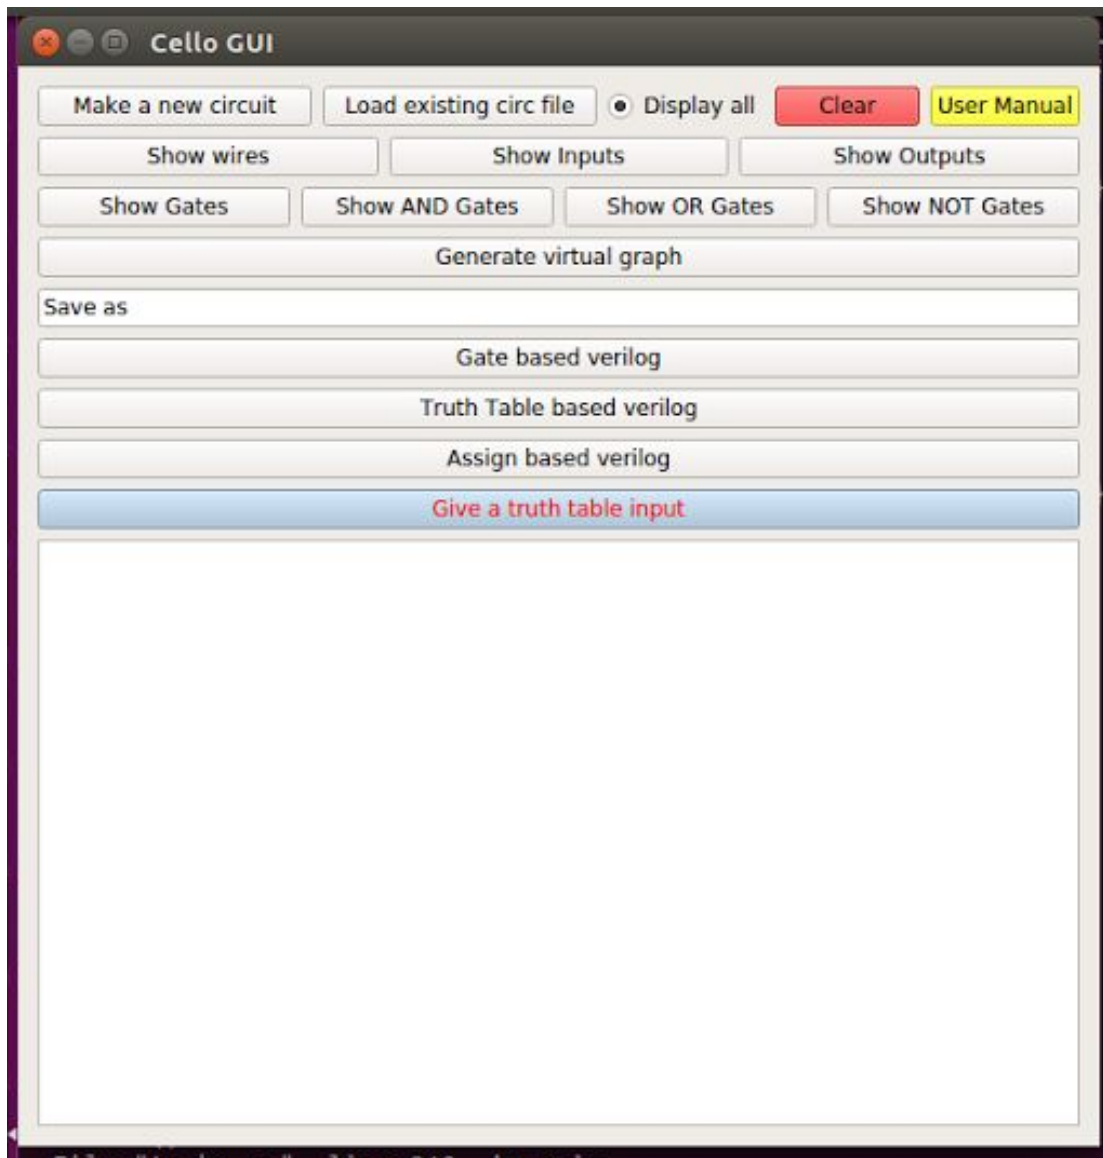 Cello GUI
Make a new circuit Load existing circ file Display all Clear User Manual
Show wires Show Inputs Show Outputs
Show Gates Show AND Gates Show OR Gates Show NOT Gates
Generate virtual graph
Save as
Gate based verilog
Truth Table based verilog
Assign based verilog
Give a truth table input